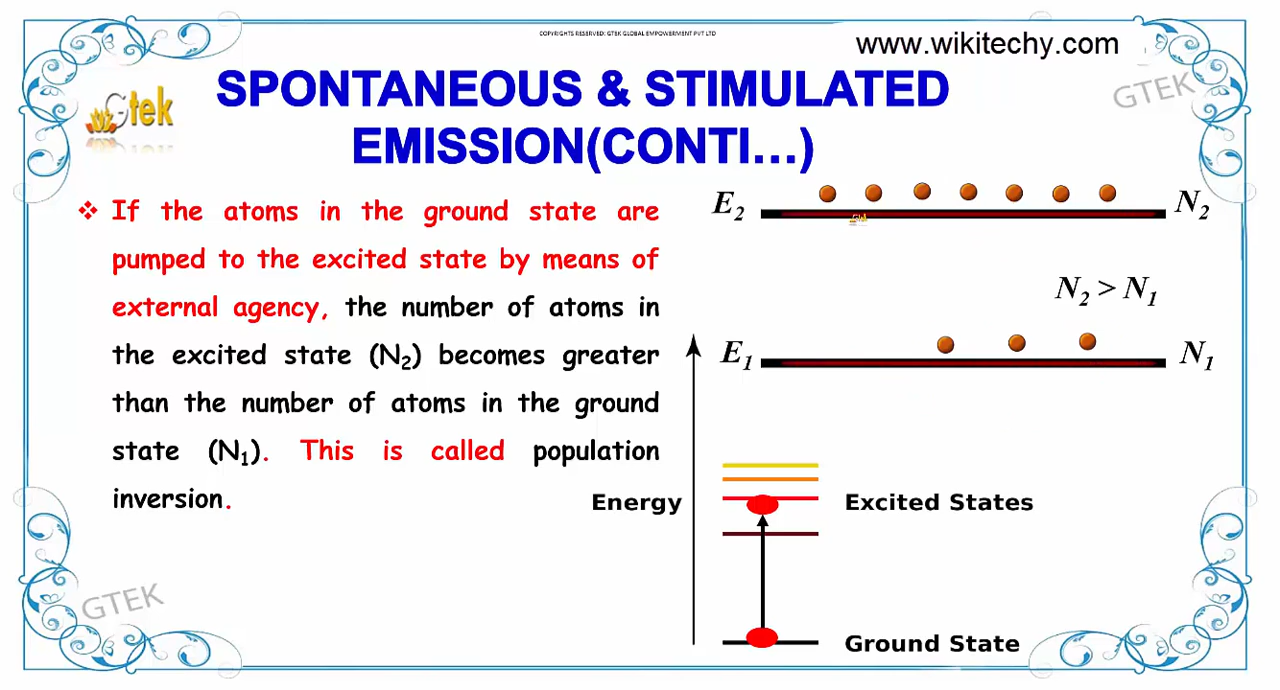 COPYRIGHTS RESERVED: GTEK GLOBAL EMPOWERMENT PVT LTD
www.wikitechy.com
SPONTANEOUS & STIMULATED
EMISSION(CONTI...)
Gtek
GTEK
❖ If the atoms in the ground state are
pumped to the excited state by means of
external agency, the number of atoms in
the excited state (N₂) becomes greater
than the number of atoms in the ground
state (N₁). This is called population
inversion.
E₂
N₂
N₂ > N₁
E₁
N₁
Energy
Excited States
Ground State
GTEK